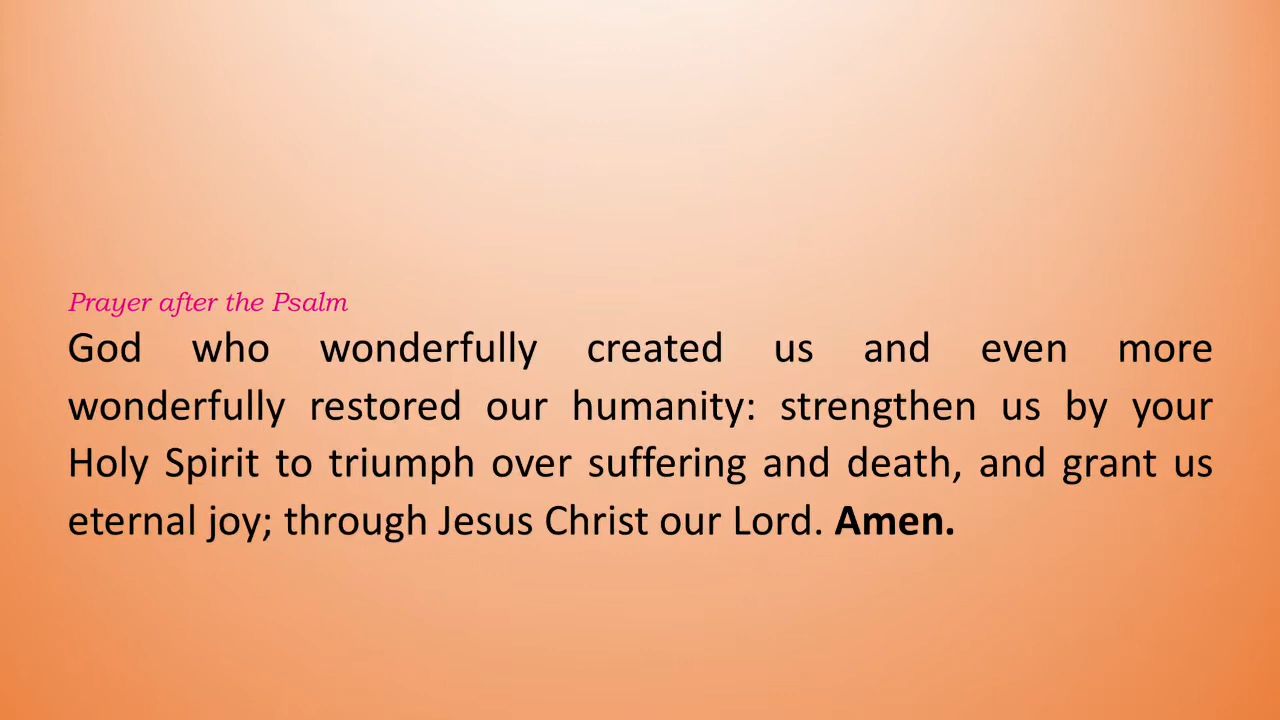 Prayer after the Psalm
God who wonderfully created us and even more
wonderfully restored our humanity: strengthen us by your
Holy Spirit to triumph over suffering and death, and grant us
eternal joy; through Jesus Christ our Lord. Amen.